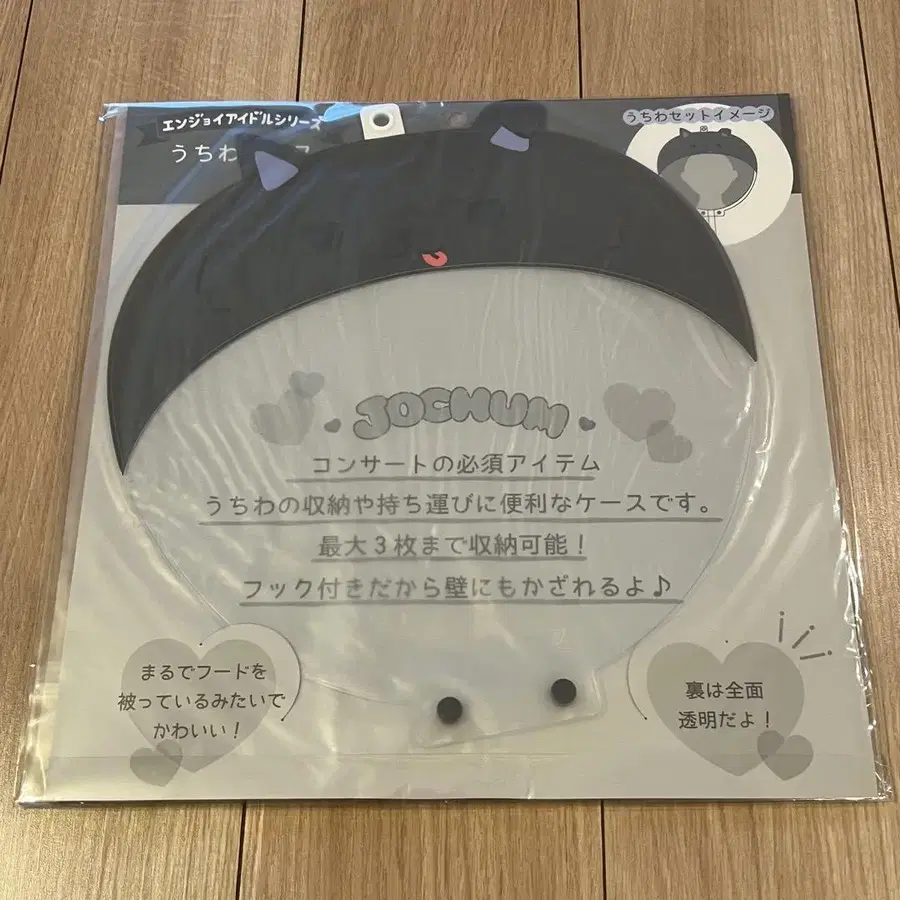 エンジョイアイドルシリーズ
うちわ
うちわセットイメージ
JOCHUM
コンサートの必須アイテム
うちわの収納や持ち運びに便利なケースです。
最大3枚まで収納可能!
フック付きだから壁にもかざれるよ♪
まるでフードを
被っているみたいで
かわいい!
裏は全面
透明だよ!